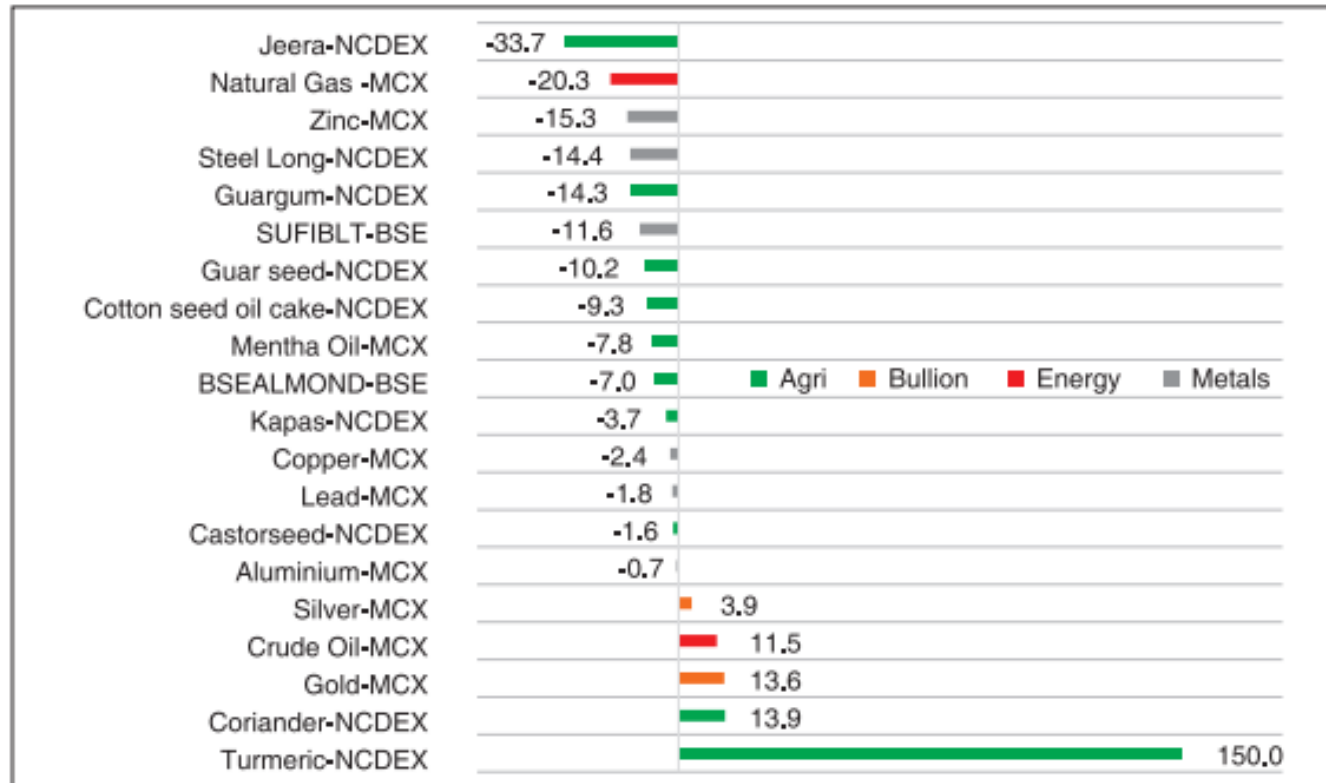 Jeera-NCDEX -33.7
Natural Gas -MCX -20.3
Zinc-MCX -15.3
Steel Long-NCDEX -14.4
Guargum-NCDEX -14.3
SUFIBLT-BSE -11.6
Guar seed-NCDEX -10.2
Cotton seed oil cake-NCDEX -9.3
Mentha Oil-MCX -7.8
BSEALMOND-BSE -7.0 Agri Bullion Energy Metals
Kapas-NCDEX -3.7
Copper-MCX -2.4
Lead-MCX -1.8
Castorseed-NCDEX -1.6
Aluminium-MCX -0.7
Silver-MCX 3.9
Crude Oil-MCX 11.5
Gold-MCX 13.6
Coriander-NCDEX 13.9
Turmeric-NCDEX 150.0